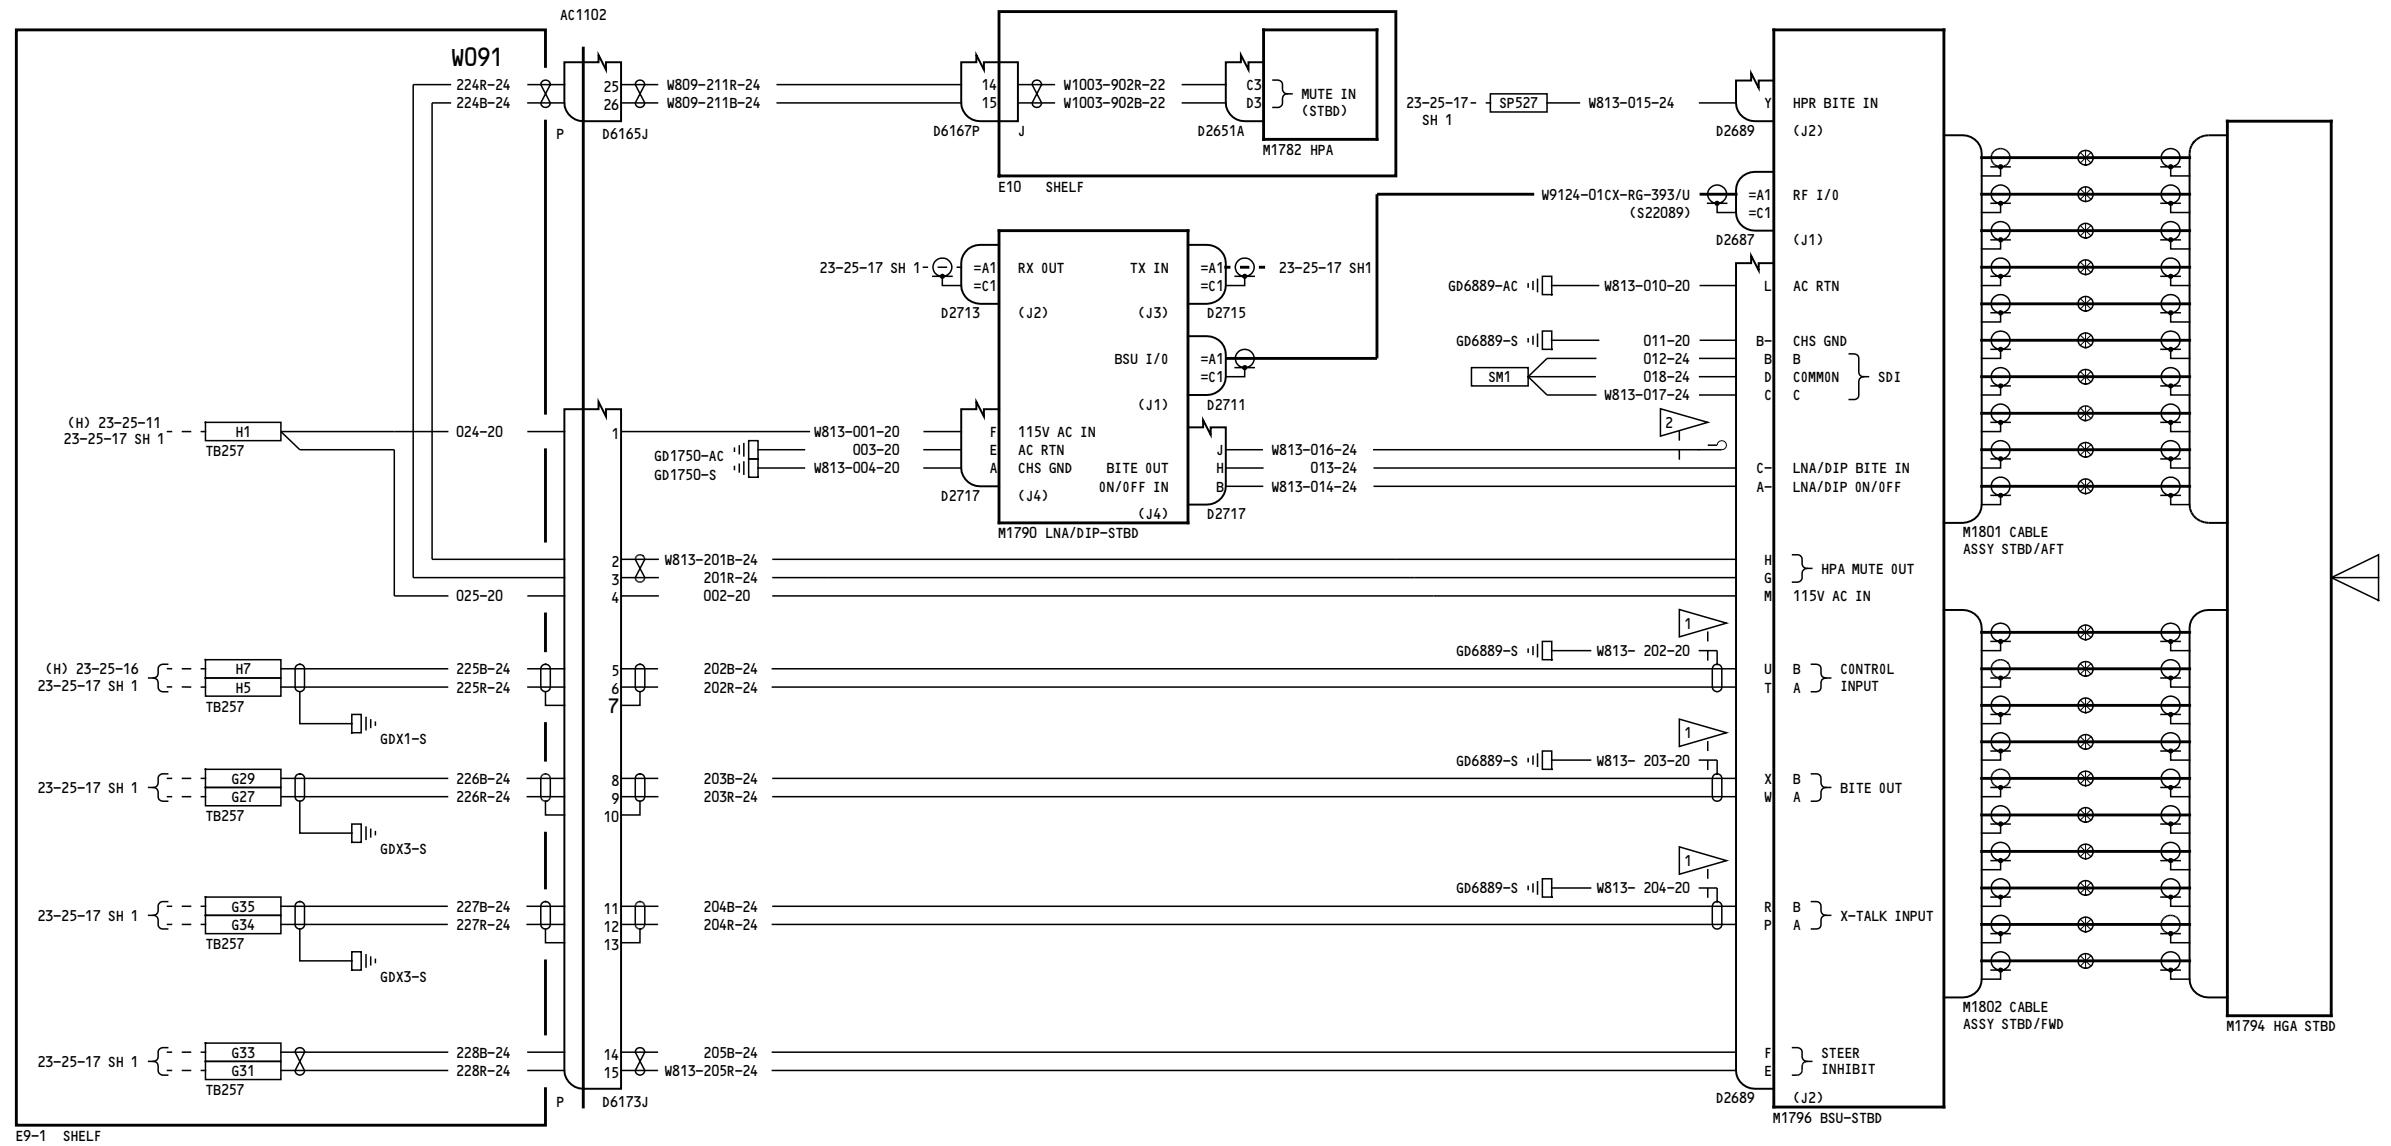 AC1102
W091
224R-24
224B-24
25
26
W809-211R-24
W809-211B-24
14
15
W1003-902R-22
W1003-902B-22
C3
D3
MUTE IN
(STBD)
P
D6165J
D6167P
J
D2651A
M1782 HPA
E10 SHELF
23-25-17
SH 1
SP527
W813-015-24
Y
HPR BITE IN
D2689
(J2)
W9124-01CX-RG-393/U
(S22089)
=A1
=C1
RF I/O
D2687
(J1)
23-25-17 SH 1
=A1
=C1
RX OUT
TX IN
=A1
=C1
23-25-17 SH1
D2713
(J2)
(J3)
D2715
GD6889-AC
W813-010-20
L
AC RTN
BSU I/O
=A1
=C1
(J1)
D2711
GD6889-S
011-20
B-
CHS GND
012-24
B
B
SM1
018-24
D
COMMON
SDI
W813-017-24
C
C
2
(H) 23-25-11
23-25-17 SH 1
H1
TB257
024-20
1
W813-001-20
F
115V AC IN
GD1750-AC
003-20
E
AC RTN
GD1750-S
W813-004-20
A
CHS GND
D2717
(J4)
BITE OUT
ON/OFF IN
(J4)
J
H
B
W813-016-24
013-24
W813-014-24
D2717
M1790 LNA/DIP-STBD
C-
LNA/DIP BITE IN
A-
LNA/DIP ON/OFF
M1801 CABLE
ASSY STBD/AFT
2
W813-201B-24
H
3
201R-24
G
HPA MUTE OUT
025-20
4
002-20
M
115V AC IN
1
GD6889-S
W813- 202-20
(H) 23-25-16
23-25-17 SH 1
H7
H5
TB257
225B-24
225R-24
5
6
7
202B-24
202R-24
U
T
B
A
CONTROL
INPUT
GDX1-S
1
GD6889-S
W813- 203-20
23-25-17 SH 1
G29
G27
TB257
226B-24
226R-24
8
9
10
203B-24
203R-24
X
W
B
A
BITE OUT
GDX3-S
1
GD6889-S
W813- 204-20
23-25-17 SH 1
G35
G34
TB257
227B-24
227R-24
11
12
13
204B-24
204R-24
R
P
B
A
X-TALK INPUT
GDX3-S
M1802 CABLE
ASSY STBD/FWD
M1794 HGA STBD
23-25-17 SH 1
G33
G31
TB257
228B-24
228R-24
14
15
205B-24
W813-205R-24
F
E
STEER
INHIBIT
P
D6173J
D2689
(J2)
M1796 BSU-STBD
E9-1 SHELF